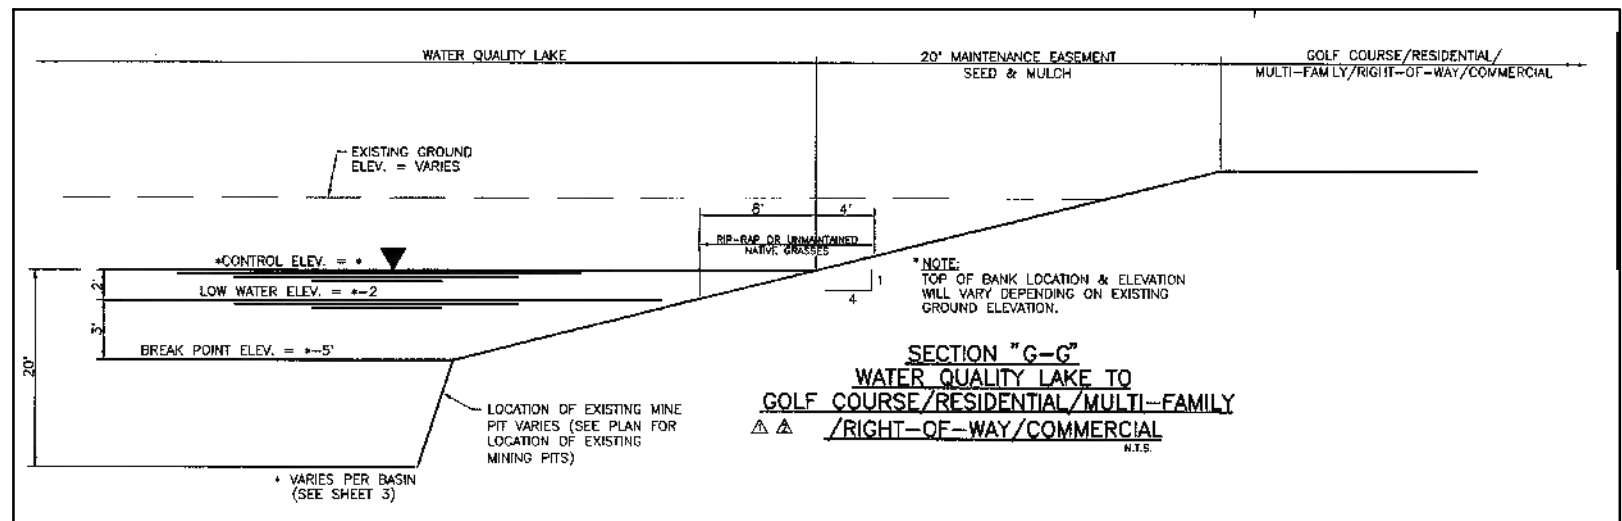 WATER QUALITY LAKE
20' MAINTENANCE EASEMENT
SEED & MULCH
GOLF COURSE/RESIDENTIAL/
MULTI-FAMILY/RIGHT-OF-WAY/COMMERCIAL
EXISTING GROUND
ELEV. = VARIES
8'
4'
RIP-RAP OR UNMAINTAINED
NATIVE GRASSES
*CONTROL ELEV. = *
2'
LOW WATER ELEV. = *-2
3'
BREAK POINT ELEV. = *-5'
20'
1
4
* NOTE:
TOP OF BANK LOCATION & ELEVATION
WILL VARY DEPENDING ON EXISTING
GROUND ELEVATION.
LOCATION OF EXISTING MINE
PIT VARIES (SEE PLAN FOR
LOCATION OF EXISTING
MINING PITS)
* VARIES PER BASIN
(SEE SHEET 3)
SECTION "G-G"
WATER QUALITY LAKE TO
GOLF COURSE/RESIDENTIAL/MULTI-FAMILY
/RIGHT-OF-WAY/COMMERCIAL
N.T.S.